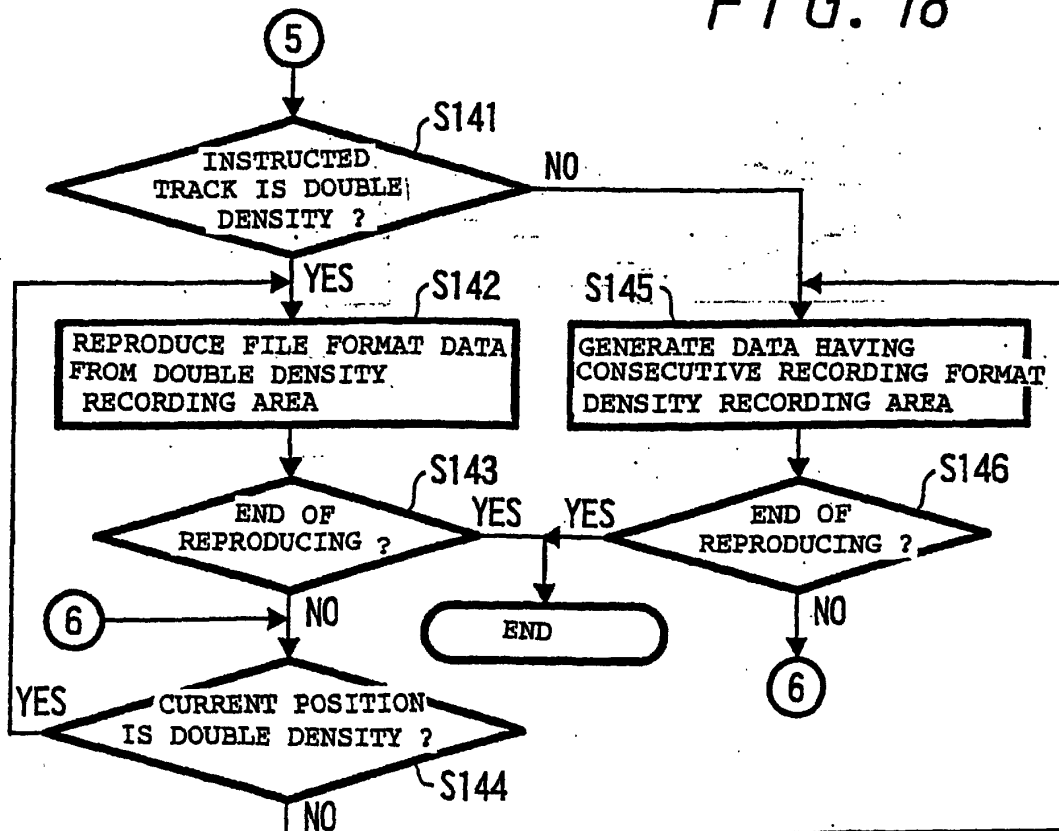 FIG. 18
5
S141
INSTRUCTED
TRACK IS DOUBLE
DENSITY ?
NO
YES
S142
REPRODUCE FILE FORMAT DATA
FROM DOUBLE DENSITY
RECORDING AREA
S145
GENERATE DATA HAVING
CONSECUTIVE RECORDING FORMAT
DENSITY RECORDING AREA
S143
END OF
REPRODUCING ?
YES
YES
S146
END OF
REPRODUCING ?
NO
6
END
NO
6
YES
CURRENT POSITION
IS DOUBLE DENSITY ?
S144
NO